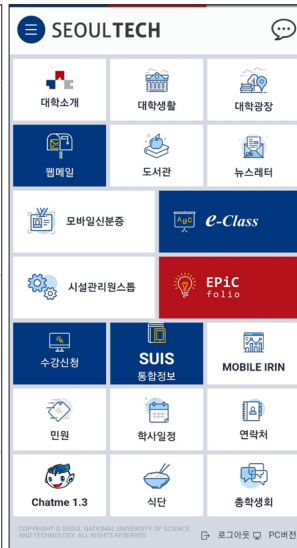 SEOULTECH
대학소개
대학생활
대학광장
웹메일
도서관
뉴스레터
모바일신분증
ABC
e-Class
시설관리원스톱
EPiC
folio
수강신청
SUIS
통합정보
MOBILE IRIN
민원
학사일정
연락처
Chatme 1.3
식단
총학생회
COPYRIGHT © SEOUL NATIONAL UNIVERSITY OF SCIENCE
AND TECHNOLOGY. ALL RIGHTS RESERVED.
로그아웃 PC버전